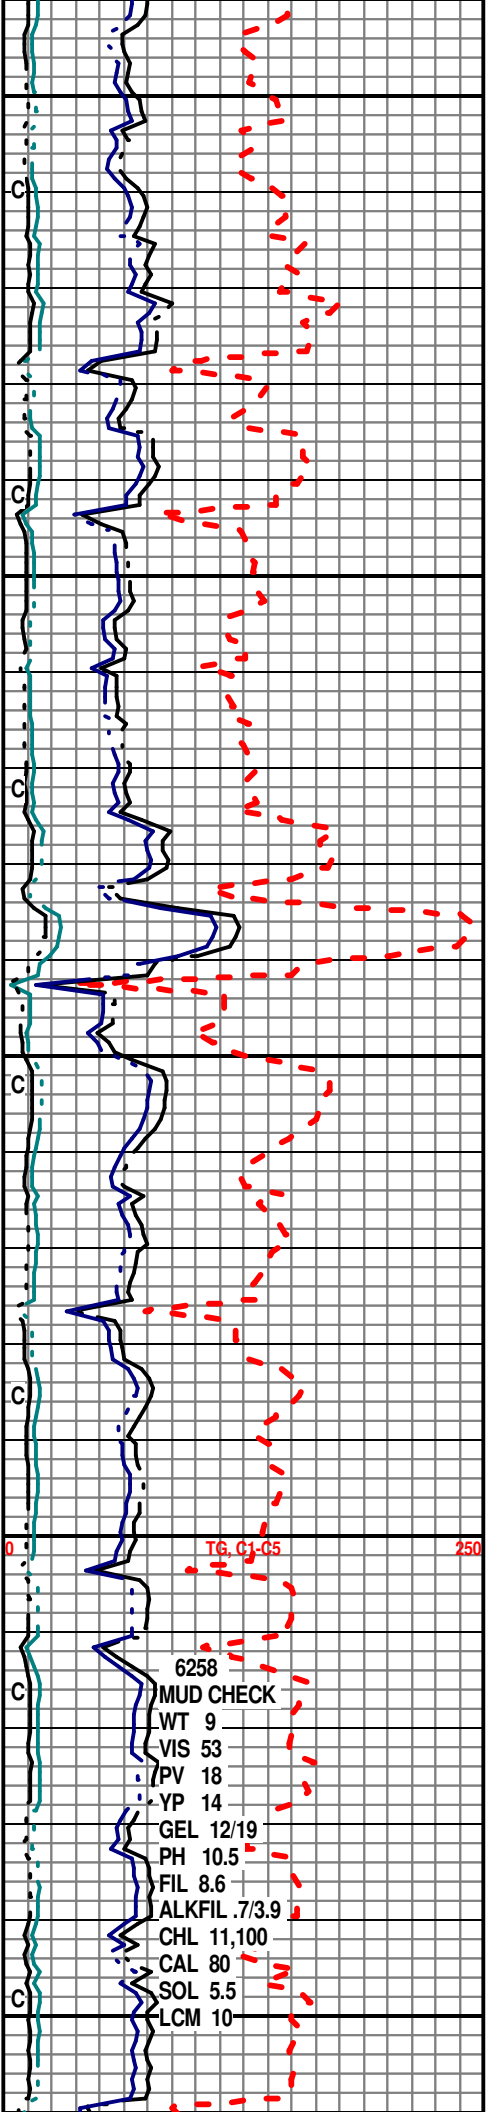 C
C
C
C
C
0 TG, C1-C5 250
6258
C MUD CHECK
WT 9
VIS 53
PV 18
YP 14
GEL 12/19
PH 10.5
FIL 8.6
ALKFIL .7/3.9
CHL 11,100
CAL 80
C SOL 5.5
LCM 10